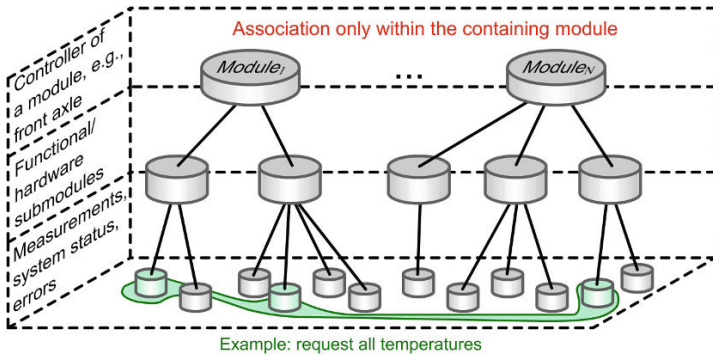 Association only within the containing module
Controller of
a module, e.g.,
front axle
Module1
...
ModuleN
Functional/
hardware
submodules
Measurements,
system status,
errors
Example: request all temperatures